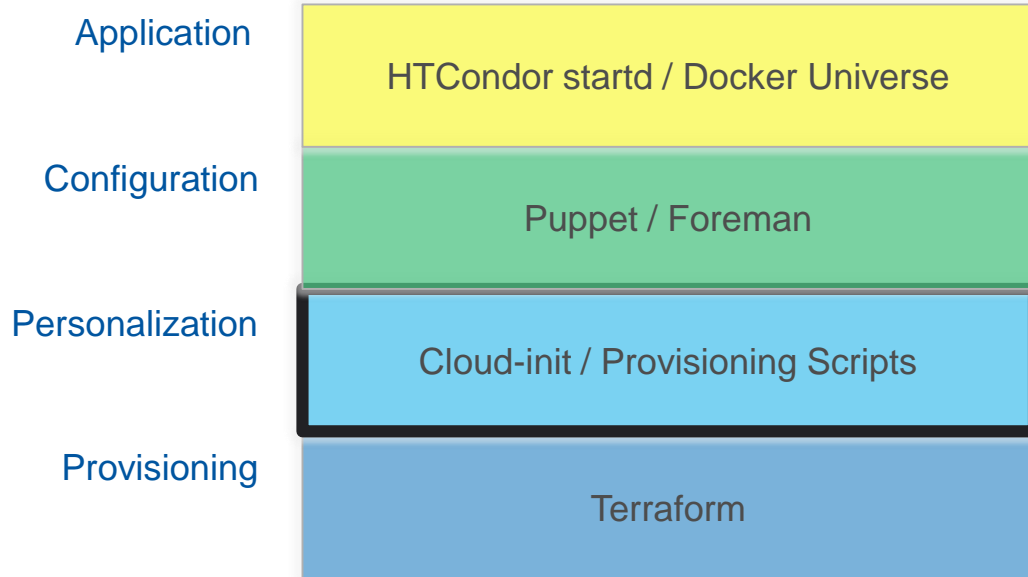 Application
HTCondor startd / Docker Universe
Configuration
Puppet / Foreman
Personalization
Cloud-init / Provisioning Scripts
Provisioning
Terraform